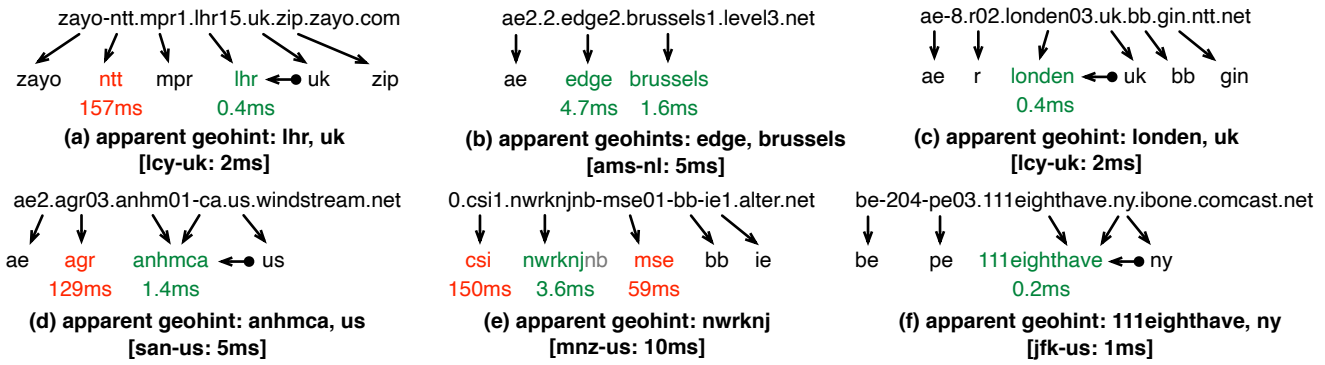 zayo-ntt.mpr1.lhr15.uk.zip.zayo.com
zayo ntt mpr lhr uk zip
157ms 0.4ms
(a) apparent geohint: lhr, uk
[lcy-uk: 2ms]
ae2.2.edge2.brussels1.level3.net
ae edge brussels
4.7ms 1.6ms
(b) apparent geohints: edge, brussels
[ams-nl: 5ms]
ae-8.r02.londen03.uk.bb.gin.ntt.net
ae r londen uk bb gin
0.4ms
(c) apparent geohint: londen, uk
[lcy-uk: 2ms]
ae2.agr03.anhm01-ca.us.windstream.net
ae agr anhmca us
129ms 1.4ms
(d) apparent geohint: anhmca, us
[san-us: 5ms]
0.csi1.nwrknjnb-mse01-bb-ie1.alter.net
csi nwrknjnb mse bb ie
150ms 3.6ms 59ms
(e) apparent geohint: nwrknj
[mnz-us: 10ms]
be-204-pe03.111eighthave.ny.ibone.comcast.net
be pe 111eighthave ny
0.2ms
(f) apparent geohint: 111eighthave, ny
[jfk-us: 1ms]